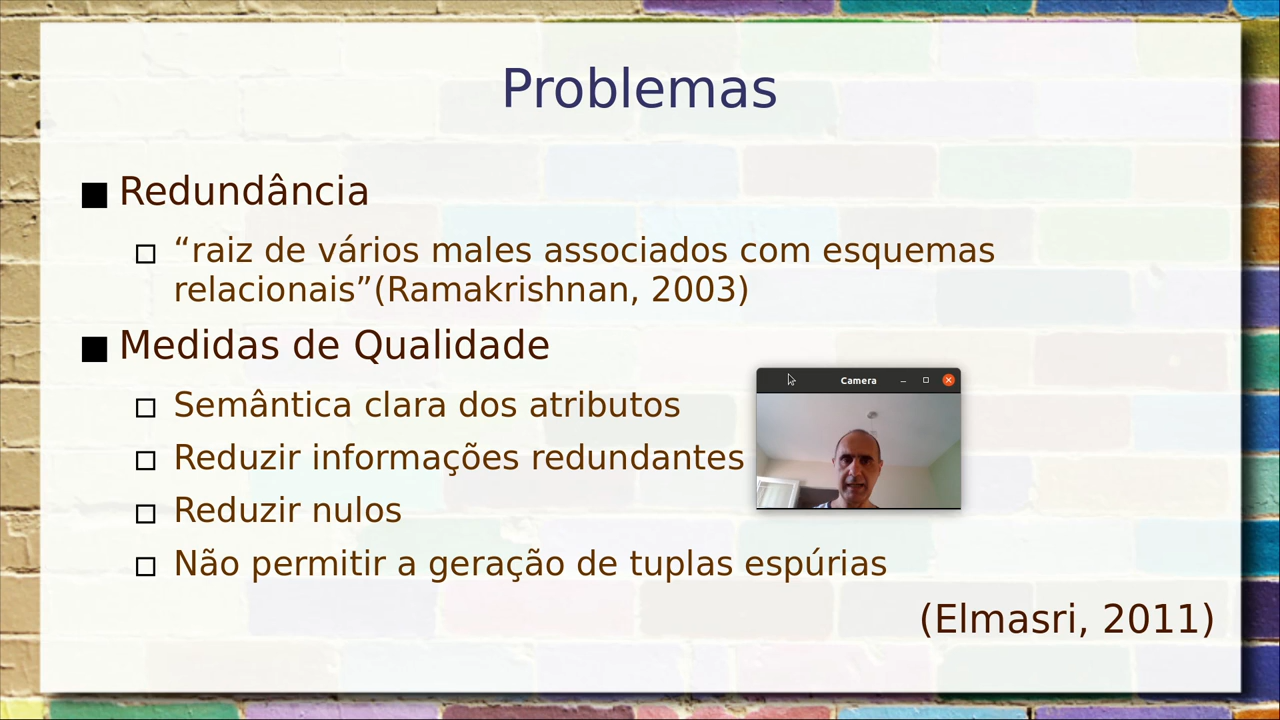 Problemas
Redundância
“raiz de vários males associados com esquemas
relacionais”(Ramakrishnan, 2003)
Medidas de Qualidade
Semântica clara dos atributos
Camera
Reduzir informações redundantes
Reduzir nulos
Não permitir a geração de tuplas espúrias
(Elmasri, 2011)